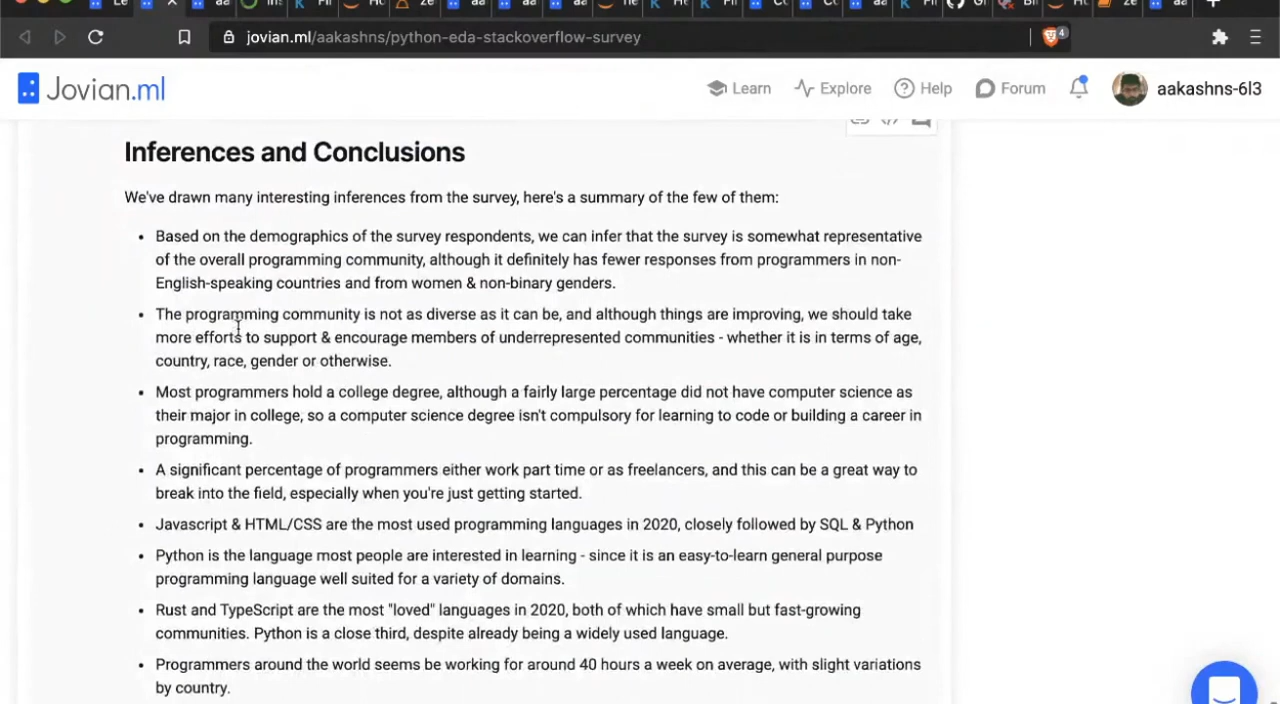 jovian.ml/aakashns/python-eda-stackoverflow-survey
4
Jovian.ml
Learn
Explore
Help
Forum
aakashns-6l3
Inferences and Conclusions
We've drawn many interesting inferences from the survey, here's a summary of the few of them:
• Based on the demographics of the survey respondents, we can infer that the survey is somewhat representative
of the overall programming community, although it definitely has fewer responses from programmers in non-
English-speaking countries and from women & non-binary genders.
• The programming community is not as diverse as it can be, and although things are improving, we should take
more efforts to support & encourage members of underrepresented communities - whether it is in terms of age,
country, race, gender or otherwise.
• Most programmers hold a college degree, although a fairly large percentage did not have computer science as
their major in college, so a computer science degree isn't compulsory for learning to code or building a career in
programming.
• A significant percentage of programmers either work part time or as freelancers, and this can be a great way to
break into the field, especially when you're just getting started.
• Javascript & HTML/CSS are the most used programming languages in 2020, closely followed by SQL & Python
• Python is the language most people are interested in learning - since it is an easy-to-learn general purpose
programming language well suited for a variety of domains.
• Rust and TypeScript are the most "loved" languages in 2020, both of which have small but fast-growing
communities. Python is a close third, despite already being a widely used language.
• Programmers around the world seems be working for around 40 hours a week on average, with slight variations
by country.